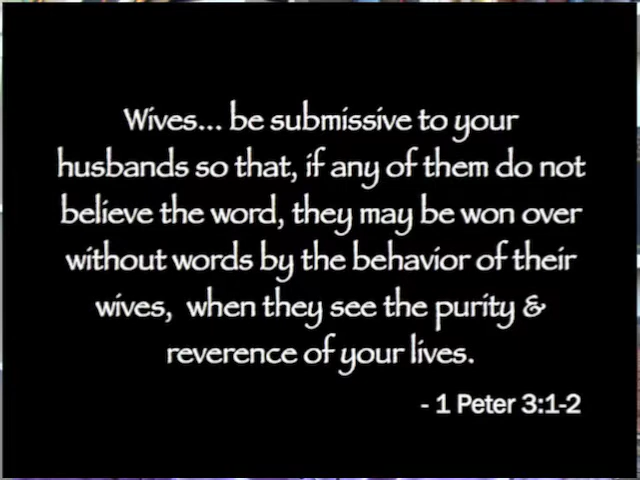 Wives... be submissive to your
husbands so that, if any of them do not
believe the word, they may be won over
without words by the behavior of their
wives, when they see the purity &
reverence of your lives.
- 1 Peter 3:1-2